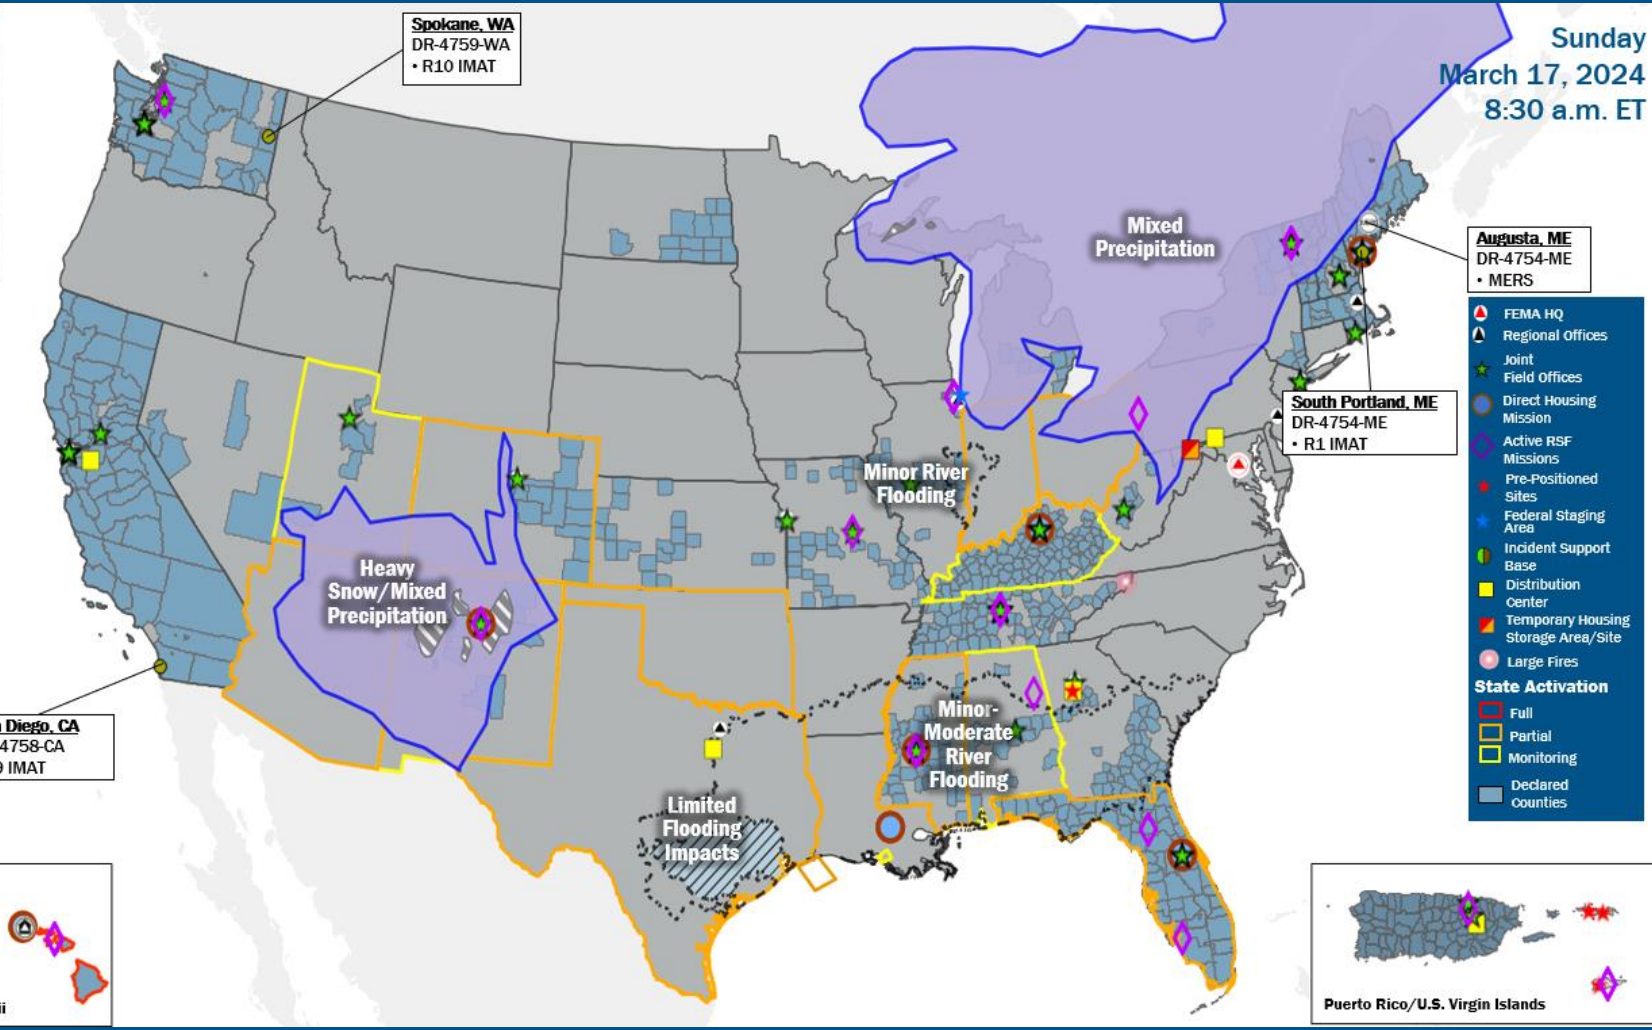 Sunday
March 17, 2024
8:30 a.m. ET
Spokane, WA
DR-4759-WA
• R10 IMAT
Mixed
Precipitation
Augusta, ME
DR-4754-ME
• MERS
South Portland, ME
DR-4754-ME
• R1 IMAT
Minor River
Flooding
Heavy
Snow/Mixed
Precipitation
Diego, CA
4758-CA
IMAT
Minor-
Moderate
River
Flooding
Limited
Flooding
Impacts
FEMA HQ
Regional Offices
Joint
Field Offices
Direct Housing
Mission
Active RSF
Missions
Pre-Positioned
Sites
Federal Staging
Area
Incident Support
Base
Distribution
Center
Temporary Housing
Storage Area/Site
Large Fires
State Activation
Full
Partial
Monitoring
Declared
Counties
Puerto Rico/U.S. Virgin Islands